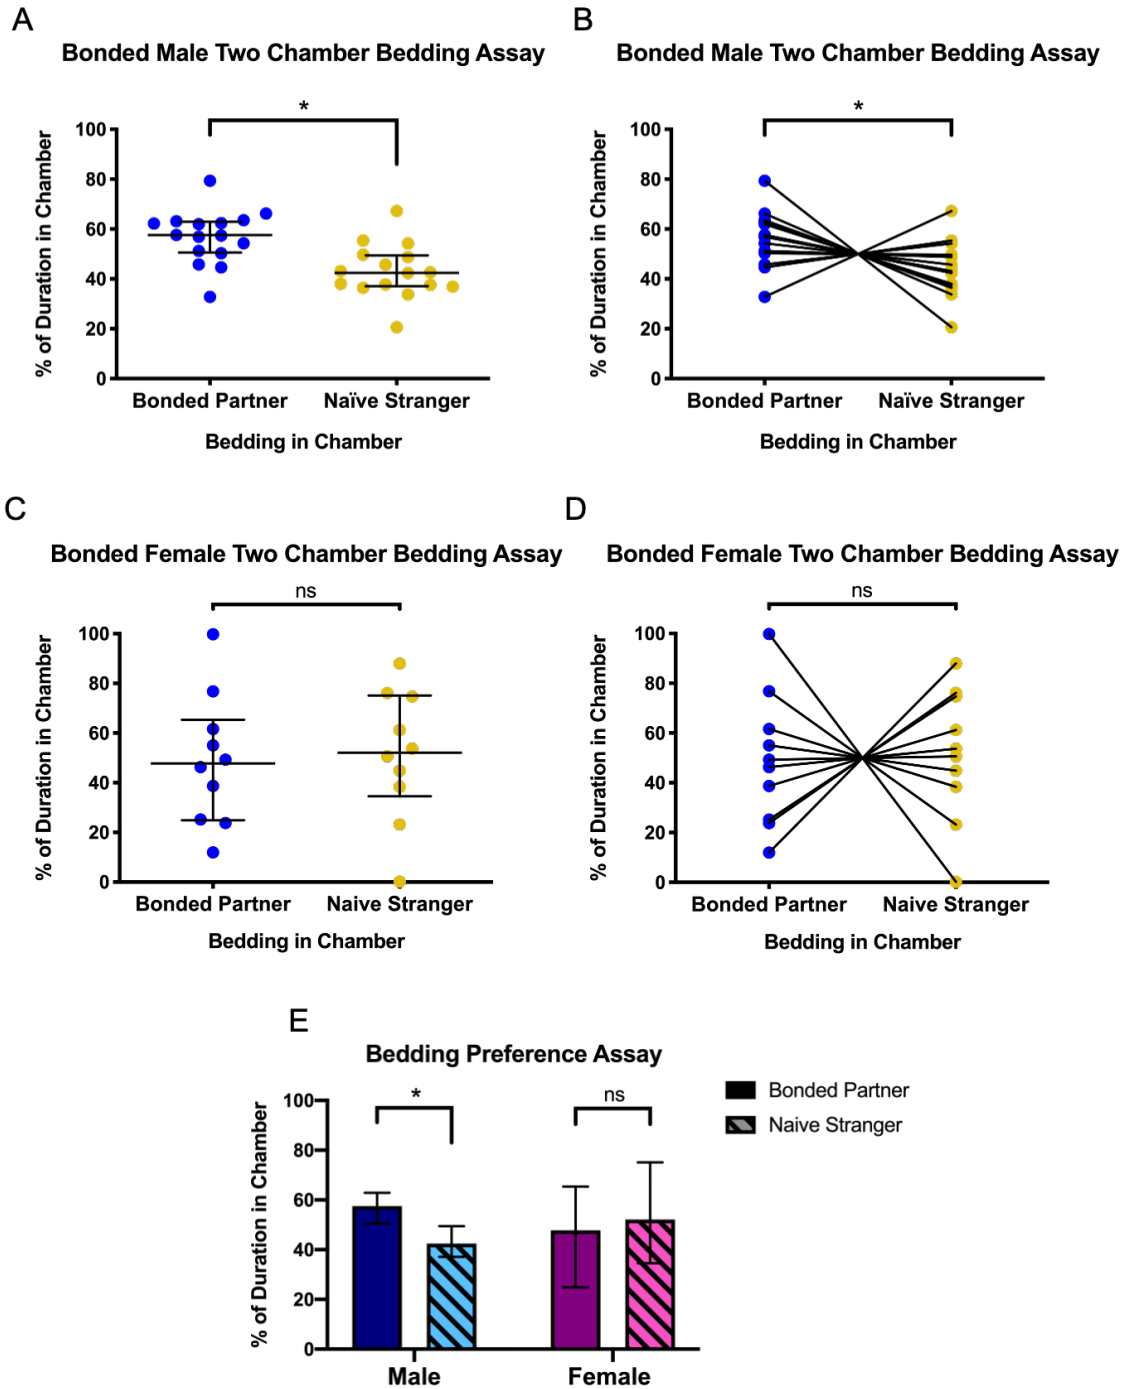 A
Bonded Male Two Chamber Bedding Assay
*
% of Duration in Chamber
100
80
60
40
20
0
Bonded Partner
Naïve Stranger
Bedding in Chamber
B
Bonded Male Two Chamber Bedding Assay
*
% of Duration in Chamber
100
80
60
40
20
0
Bonded Partner
Naïve Stranger
Bedding in Chamber
C
Bonded Female Two Chamber Bedding Assay
ns
% of Duration in Chamber
100
80
60
40
20
0
Bonded Partner
Naive Stranger
Bedding in Chamber
D
Bonded Female Two Chamber Bedding Assay
ns
% of Duration in Chamber
100
80
60
40
20
0
Bonded Partner
Naive Stranger
Bedding in Chamber
E
Bedding Preference Assay
*
ns
% of Duration in Chamber
100
80
60
40
20
0
Male
Female
Bonded Partner
Naive Stranger